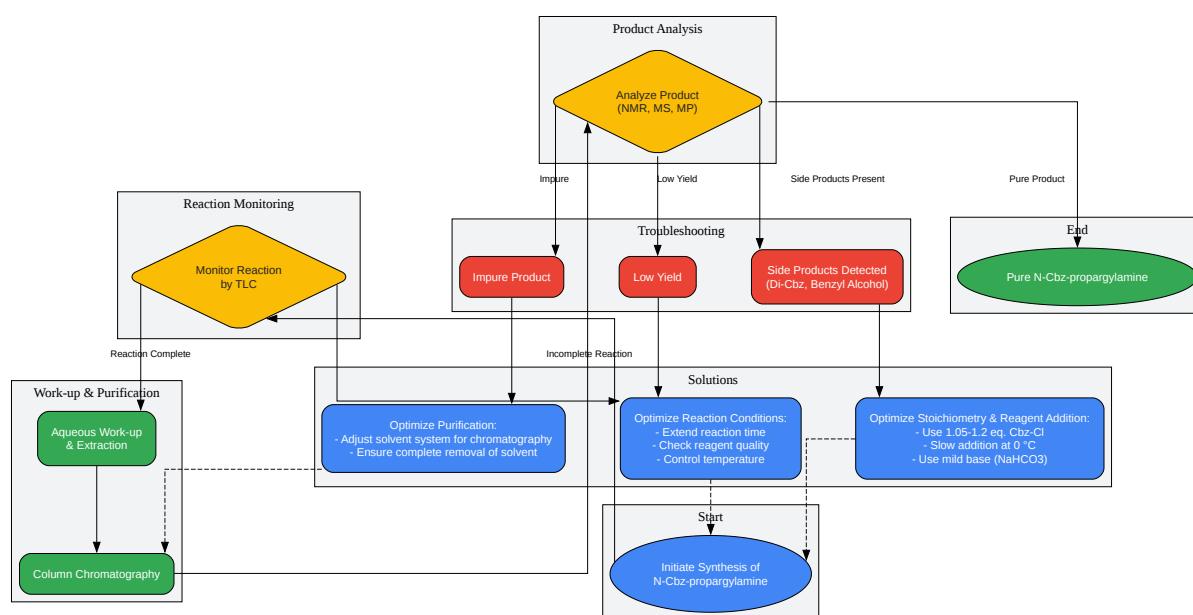 Product Analysis
Analyze Product
(NMR, MS, MP)
Impure
Low Yield
Side Products Present
Pure Product
Reaction Monitoring
Monitor Reaction
by TLC
Troubleshooting
Impure Product
Low Yield
Side Products Detected
(Di-Cbz, Benzyl Alcohol)
End
Pure N-Cbz-propargylamine
Reaction Complete
Incomplete Reaction
Work-up & Purification
Aqueous Work-up
& Extraction
Column Chromatography
Solutions
Optimize Purification:
- Adjust solvent system for chromatography
- Ensure complete removal of solvent
Optimize Reaction Conditions:
- Extend reaction time
- Check reagent quality
- Control temperature
Optimize Stoichiometry & Reagent Addition:
- Use 1.05-1.2 eq. Cbz-Cl
- Slow addition at 0 °C
- Use mild base (NaHCO3)
Start
Initiate Synthesis of
N-Cbz-propargylamine